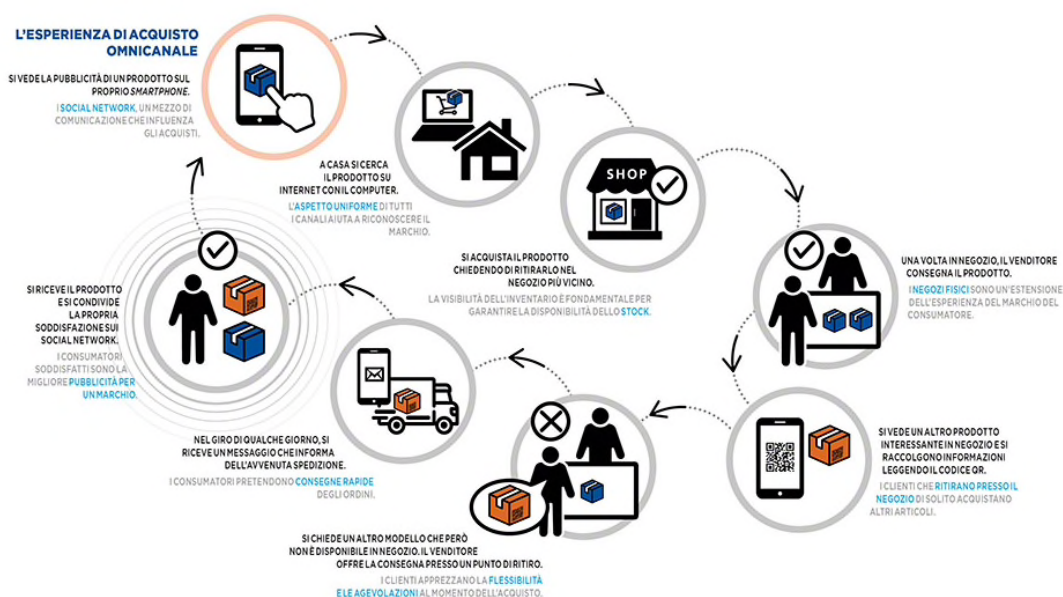 L'ESPERIENZA DI ACQUISTO
OMNICANALE
SI VEDE LA PUBBLICITÀ DI UN PRODOTTO SUL
PROPRIO SMARTPHONE.
I SOCIAL NETWORK, UN MEZZO DI
COMUNICAZIONE CHE INFLUENZA
GLI ACQUISTI.
A CASA SI CERCA
IL PRODOTTO SU
INTERNET CON IL COMPUTER.
L'ASPETTO UNIFORME DI TUTTI
I CANALI AIUTA A RICONOSCERE IL
MARCHIO.
SHOP
SI ACQUISTA IL PRODOTTO
CHIEDENDO DI RITIRARLO NEL
NEGOZIO PIÙ VICINO.
LA VISIBILITÀ DELL'INVENTARIO È FONDAMENTALE PER
GARANTIRE LA DISPONIBILITÀ DELLO STOCK.
UNA VOLTA IN NEGOZIO, IL VENDITORE
CONSEGNA IL PRODOTTO.
I NEGOZI FISICI SONO UN'ESTENSIONE
DELL'ESPERIENZA DEL MARCHIO DEL
CONSUMATORE.
SI VEDE UN ALTRO PRODOTTO
INTERESSANTE IN NEGOZIO E SI
RACCOLGONO INFORMAZIONI
LEGGENDO IL CODICE QR.
I CLIENTI CHE RITIRANO PRESSO IL
NEGOZIO DI SOLITO ACQUISTANO
ALTRI ARTICOLI.
SI CHIEDE UN ALTRO MODELLO CHE PERÒ
NON È DISPONIBILE IN NEGOZIO. IL VENDITORE
OFFRE LA CONSEGNA PRESSO UN PUNTO DI RITIRO.
I CLIENTI APPREZZANO LA FLESSIBILITÀ
E LE AGEVOLAZIONI AL MOMENTO DELL'ACQUISTO.
NEL GIRO DI QUALCHE GIORNO, SI
RICEVE UN MESSAGGIO CHE INFORMA
DELL'AVVENUTA SPEDIZIONE.
I CONSUMATORI PRETENDONO CONSEGNE RAPIDE
DEGLI ORDINI.
SI RICEVE IL PRODOTTO
E SI CONDIVIDE
LA PROPRIA
SODDISFAZIONE SUI
SOCIAL NETWORK.
I CONSUMATORI
SODDISFATTI SONO LA
MIGLIORE PUBBLICITÀ PER
UN MARCHIO.